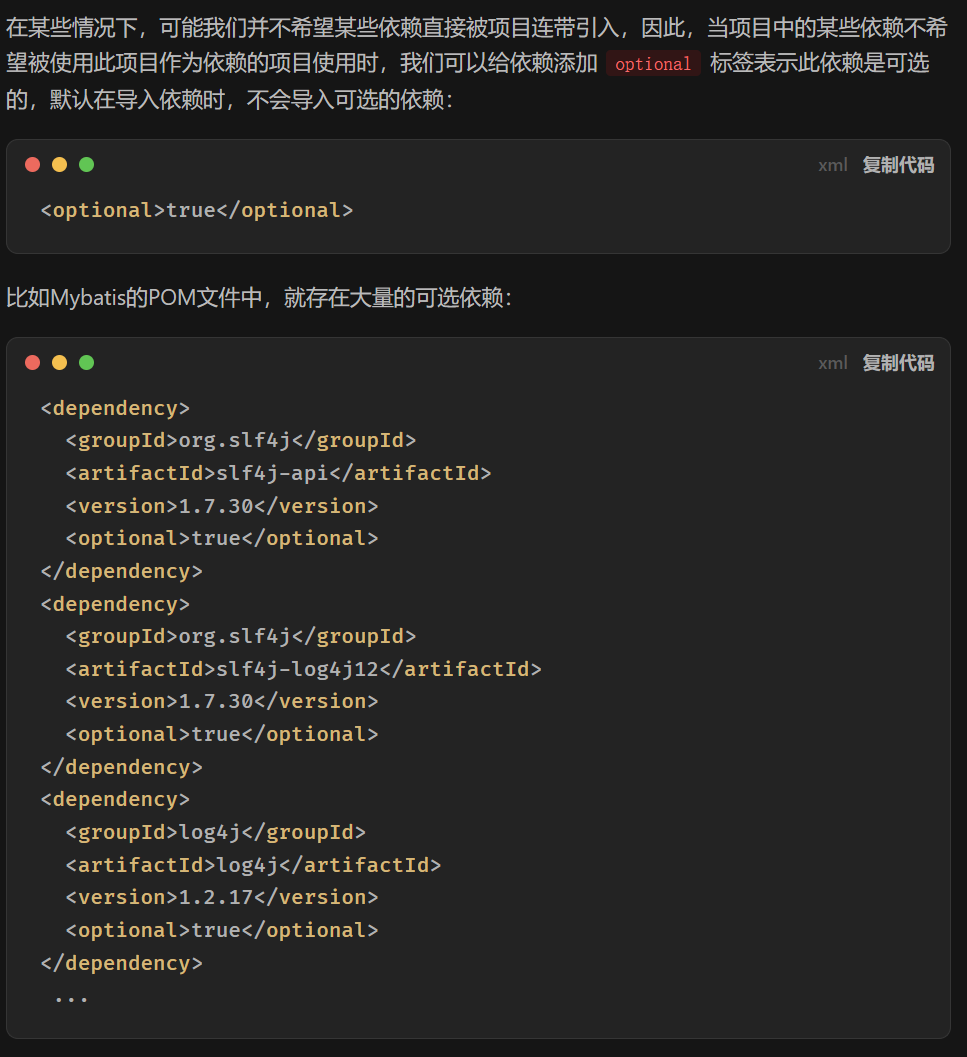 在某些情况下，可能我们并不希望某些依赖直接被项目连带引入，因此，当项目中的某些依赖不希
望被使用此项目作为依赖的项目使用时，我们可以给依赖添加 optional 标签表示此依赖是可选
的，默认在导入依赖时，不会导入可选的依赖：
xml 复制代码
<optional>true</optional>
比如Mybatis的POM文件中，就存在大量的可选依赖：
xml 复制代码
<dependency>
  <groupId>org.slf4j</groupId>
  <artifactId>slf4j-api</artifactId>
  <version>1.7.30</version>
  <optional>true</optional>
</dependency>
<dependency>
  <groupId>org.slf4j</groupId>
  <artifactId>slf4j-log4j12</artifactId>
  <version>1.7.30</version>
  <optional>true</optional>
</dependency>
<dependency>
  <groupId>log4j</groupId>
  <artifactId>log4j</artifactId>
  <version>1.2.17</version>
  <optional>true</optional>
</dependency>
 ...